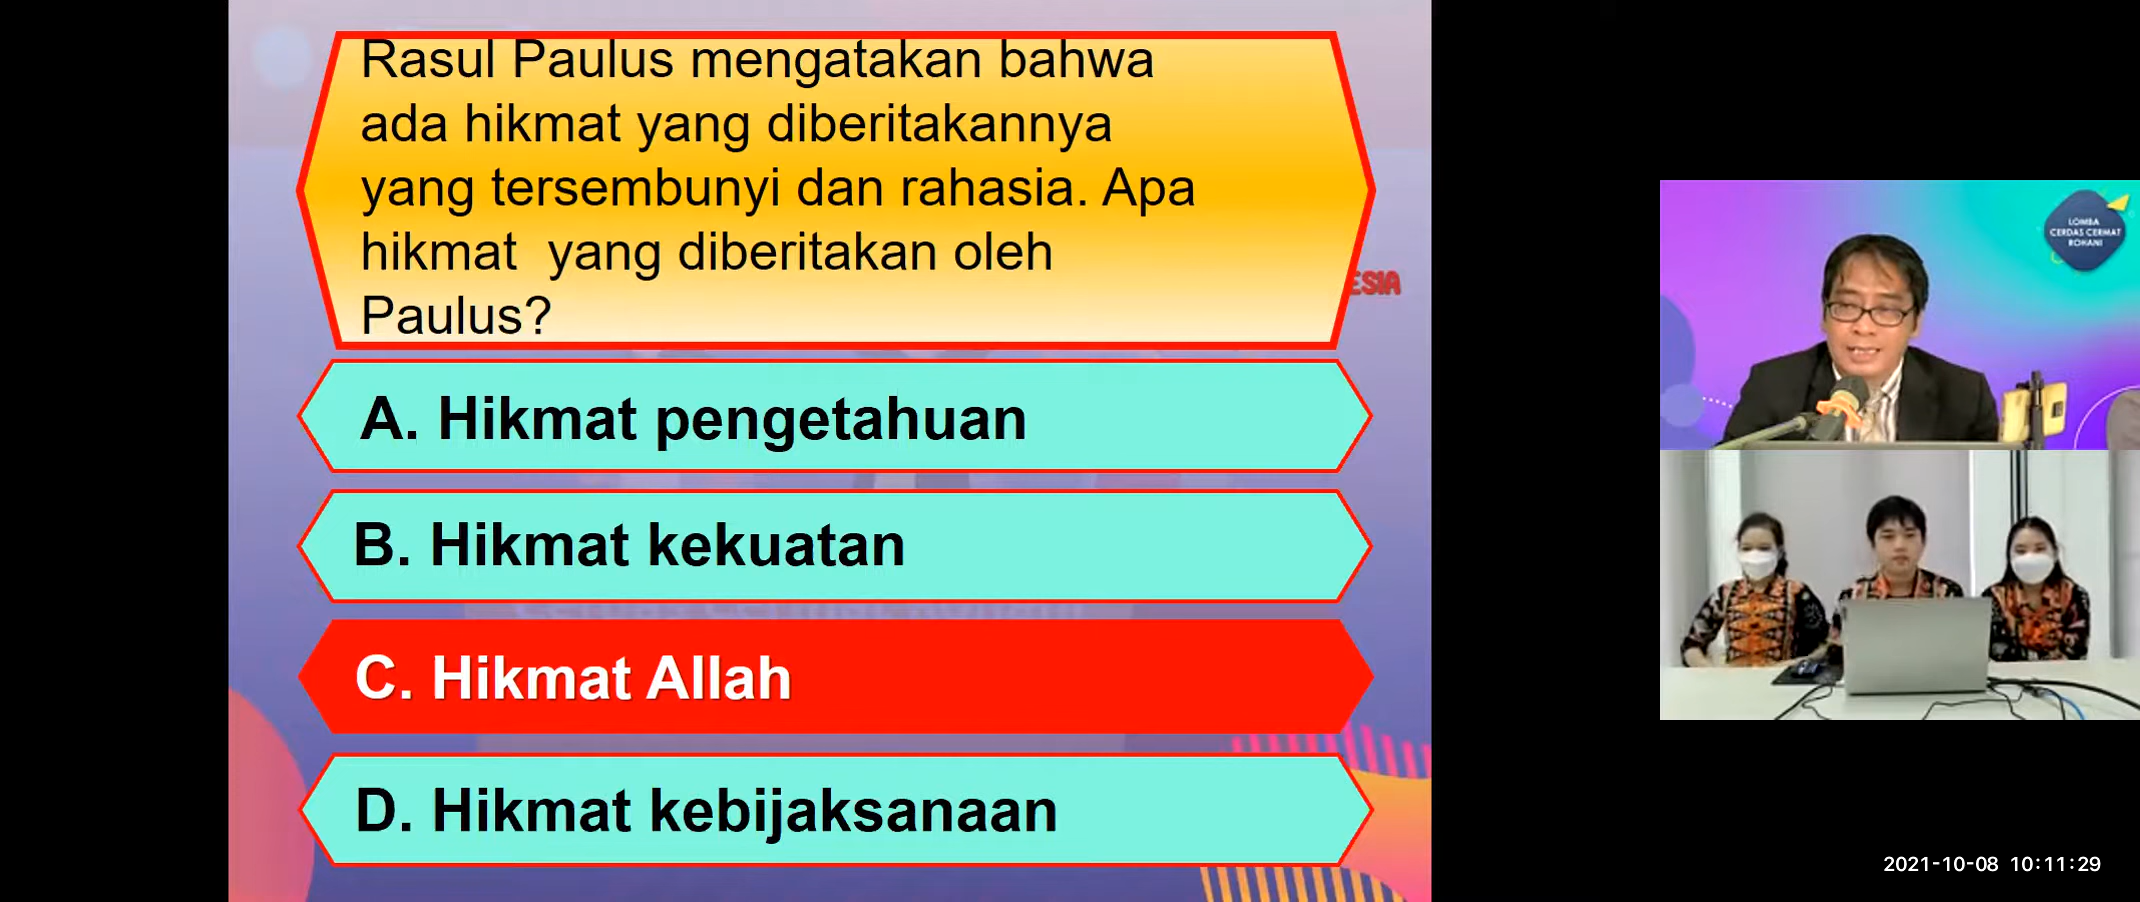 Rasul Paulus mengatakan bahwa
ada hikmat yang diberitakannya
yang tersembunyi dan rahasia. Apa
hikmat yang diberitakan oleh
Paulus?
ESIA
A. Hikmat pengetahuan
B. Hikmat kekuatan
C. Hikmat Allah
D. Hikmat kebijaksanaan
LOMBA
CERDAS CERMAT
ROHANI
2021-10-08 10:11:29